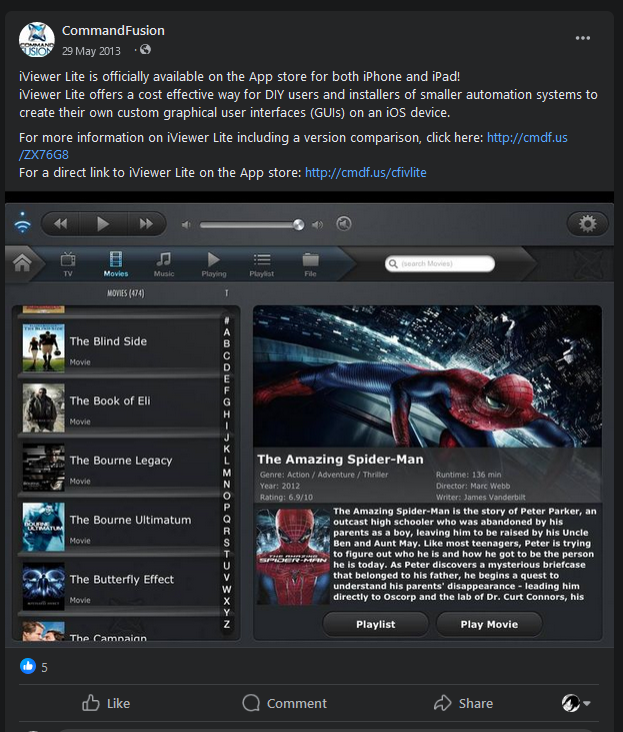 CommandFusion
29 May 2013
iViewer Lite is officially available on the App store for both iPhone and iPad!
iViewer Lite offers a cost effective way for DIY users and installers of smaller automation systems to
create their own custom graphical user interfaces (GUIs) on an iOS device.
For more information on iViewer Lite including a version comparison, click here: http://cmdf.us
/ZX76G8
For a direct link to iViewer Lite on the App store: http://cmdf.us/cfivlite
TV
Movies
Music
Playing
Playlist
File
(search Movies)
MOVIES (474)
T
The Blind Side
Movie
The Book of Eli
Movie
The Bourne Legacy
Movie
The Bourne Ultimatum
Movie
The Butterfly Effect
Movie
The Campaign
#
A
B
C
D
E
F
G
H
I
J
K
L
M
N
O
P
Q
R
S
T
U
V
W
X
Y
Z
The Amazing Spider-Man
Genre: Action / Adventure / Thriller
Runtime: 136 min
Year: 2012
Director: Marc Webb
Rating: 6.9/10
Writer: James Vanderbilt
The Amazing Spider-Man is the story of Peter Parker, an
outcast high schooler who was abandoned by his
parents as a boy, leaving him to be raised by his Uncle
Ben and Aunt May. Like most teenagers, Peter is trying
to figure out who he is and how he got to be the person
he is today. As Peter discovers a mysterious briefcase
that belonged to his father, he begins a quest to
understand his parents' disappearance - leading him
directly to Oscorp and the lab of Dr. Curt Connors, his
SPIDER-MAN
Playlist
Play Movie
5
Like
Comment
Share